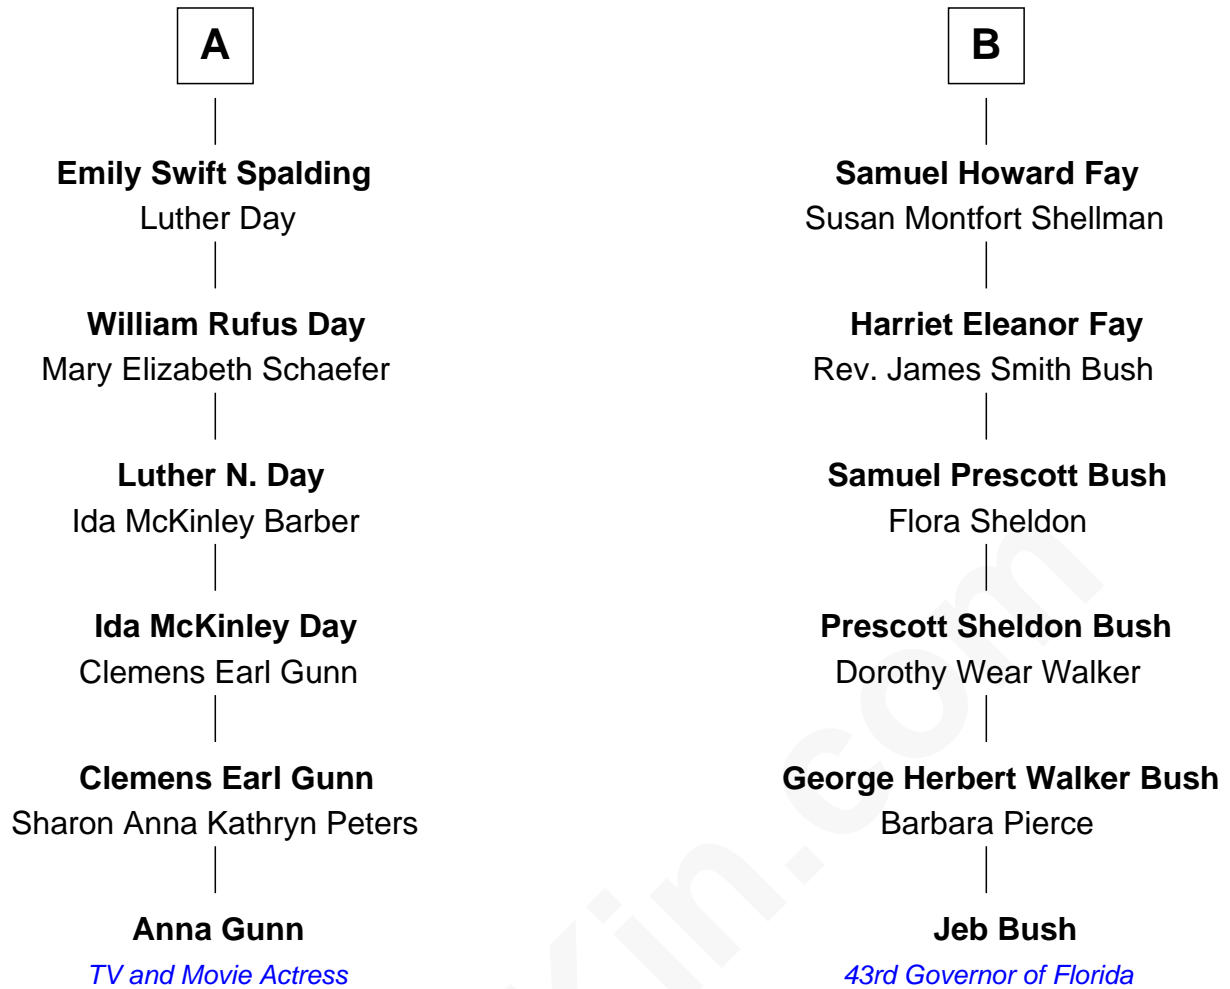 A
Emily Swift Spalding
Luther Day
William Rufus Day
Mary Elizabeth Schaefer
Luther N. Day
Ida McKinley Barber
Ida McKinley Day
Clemens Earl Gunn
Clemens Earl Gunn
Sharon Anna Kathryn Peters
Anna Gunn
TV and Movie Actress
B
Samuel Howard Fay
Susan Montfort Shellman
Harriet Eleanor Fay
Rev. James Smith Bush
Samuel Prescott Bush
Flora Sheldon
Prescott Sheldon Bush
Dorothy Wear Walker
George Herbert Walker Bush
Barbara Pierce
Jeb Bush
43rd Governor of Florida
Kin.com